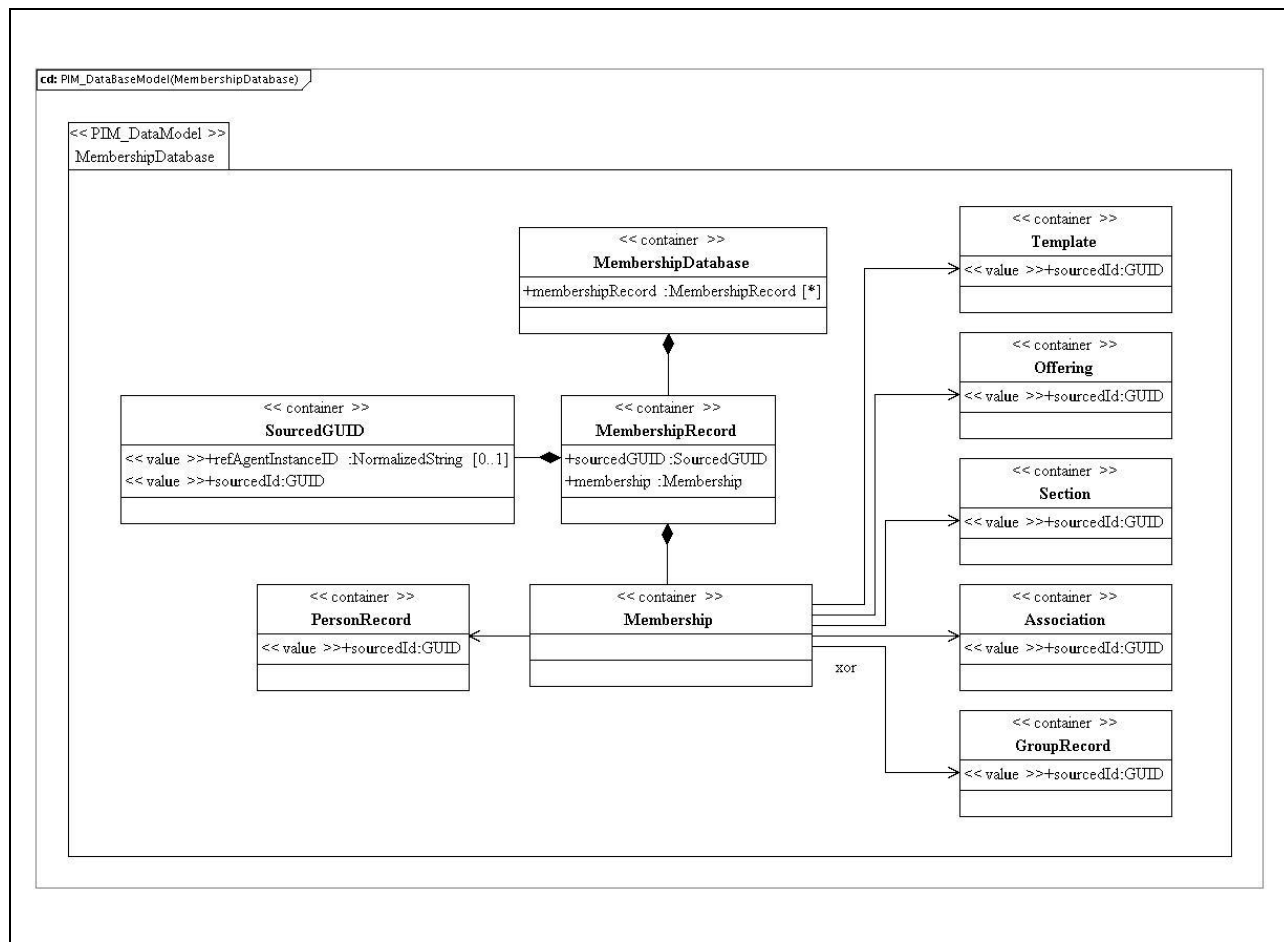 cd: PIM_DataBaseModel(MembershipDatabase)
<< PIM_DataModel >>
MembershipDatabase
<< container >>
MembershipDatabase
+membershipRecord :MembershipRecord [*]
<< container >>
SourcedGUID
<< value >>+refAgentInstanceID :NormalizedString [0..1]
<< value >>+sourcedId:GUID
<< container >>
MembershipRecord
+sourcedGUID :SourcedGUID
+membership :Membership
<< container >>
PersonRecord
<< value >>+sourcedId:GUID
<< container >>
Membership
xor
<< container >>
Template
<< value >>+sourcedId:GUID
<< container >>
Offering
<< value >>+sourcedId:GUID
<< container >>
Section
<< value >>+sourcedId:GUID
<< container >>
Association
<< value >>+sourcedId:GUID
<< container >>
GroupRecord
<< value >>+sourcedId:GUID